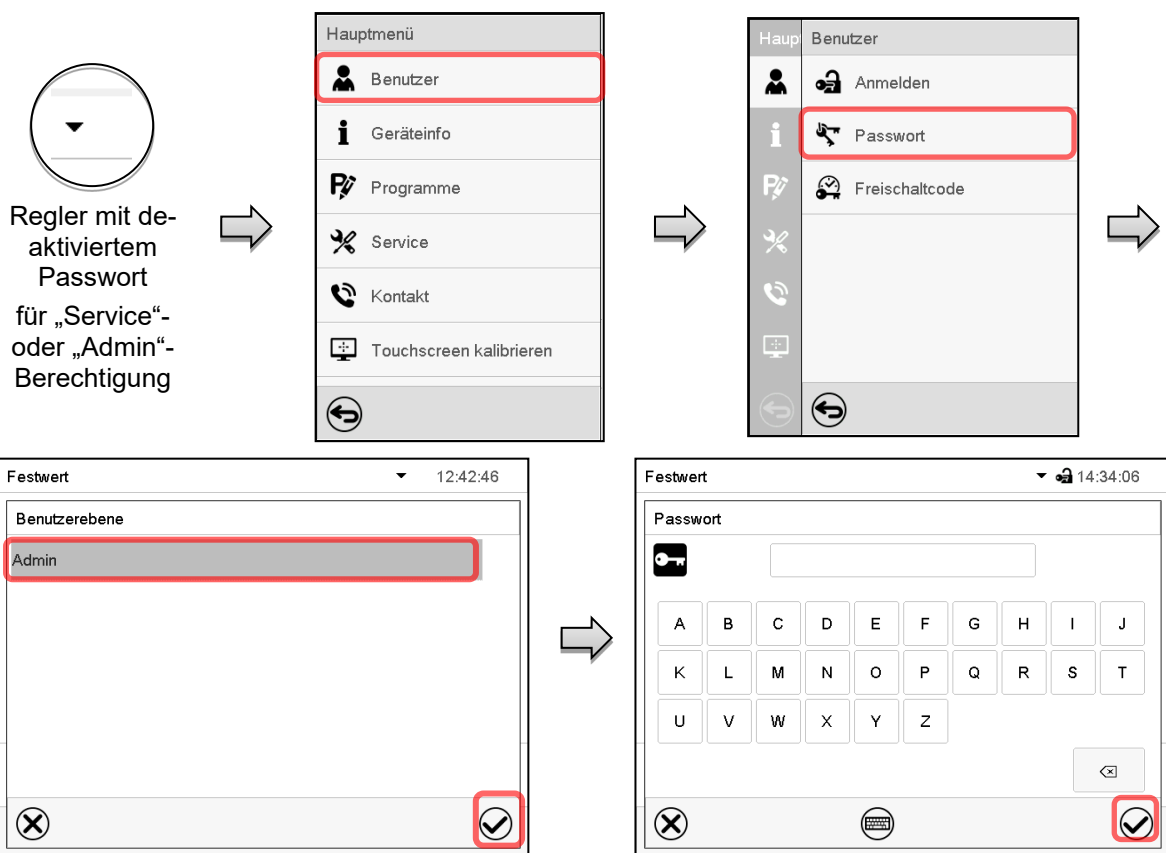 Regler mit de-
aktiviertem
Passwort
für „Service“-
oder „Admin“-
Berechtigung
Hauptmenü
Benutzer
Geräteinfo
Programme
Service
Kontakt
Touchscreen kalibrieren
Haup
Benutzer
Anmelden
Passwort
Freischaltcode
Festwert 12:42:46
Benutzerebene
Admin
Festwert 14:34:06
Passwort
A B C D E F G H I J
K L M N O P Q R S T
U V W X Y Z